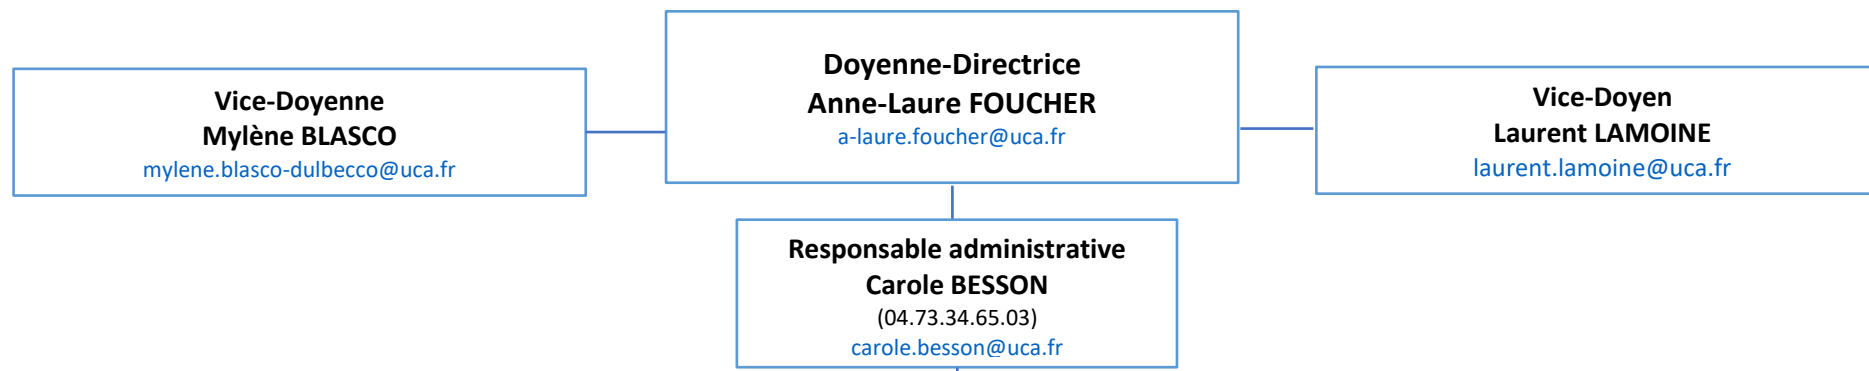 Doyenne-Directrice
Anne-Laure FOUCHER
a-laure.foucher@uca.fr
Vice-Doyenne
Mylène BLASCO
mylene.blasco-dulbecco@uca.fr
Vice-Doyen
Laurent LAMOINE
laurent.lamoine@uca.fr
Responsable administrative
Carole BESSON
(04.73.34.65.03)
carole.besson@uca.fr